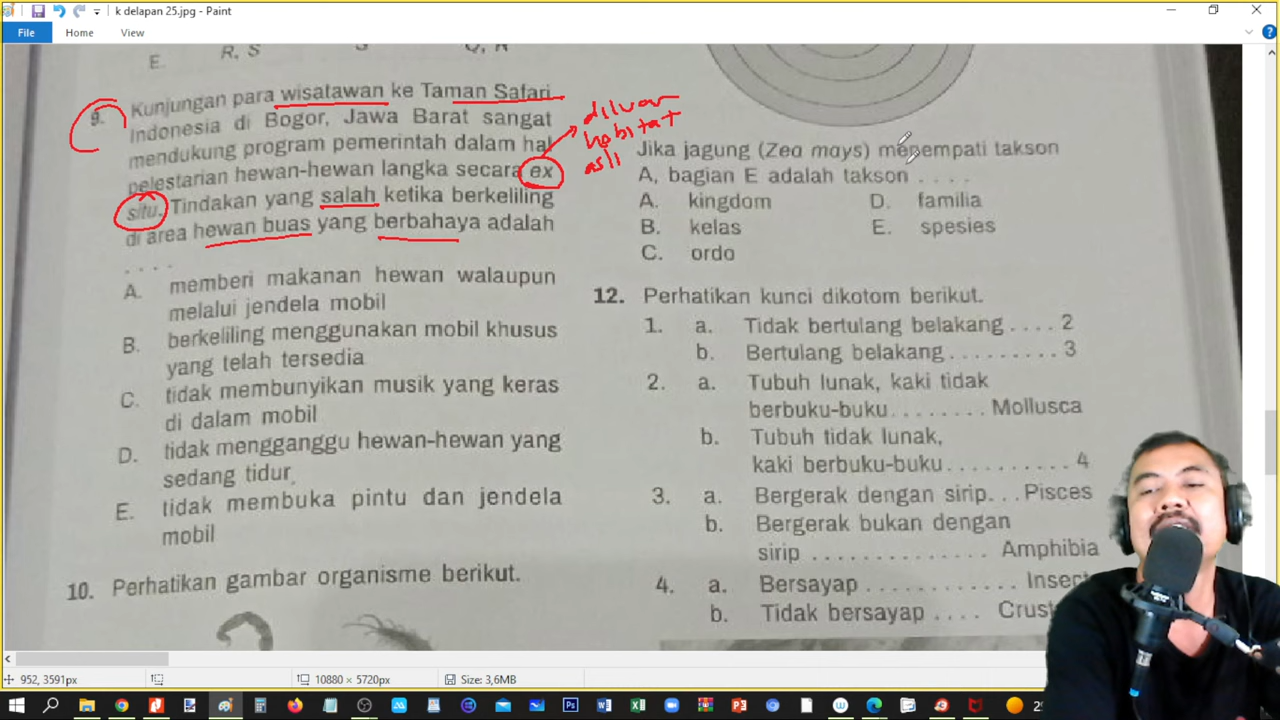 k delapan 25.jpg - Paint
File Home View
E. R, S
9. Kunjungan para wisatawan ke Taman Safari
Indonesia di Bogor, Jawa Barat sangat
mendukung program pemerintah dalam hal
pelestarian hewan-hewan langka secara ex
situ. Tindakan yang salah ketika berkeliling
di area hewan buas yang berbahaya adalah
. . . .
A. memberi makanan hewan walaupun
melalui jendela mobil
B. berkeliling menggunakan mobil khusus
yang telah tersedia
C. tidak membunyikan musik yang keras
di dalam mobil
D. tidak mengganggu hewan-hewan yang
sedang tidur
E. tidak membuka pintu dan jendela
mobil
10. Perhatikan gambar organisme berikut.
diluar
habitat
asli
Jika jagung (Zea mays) menempati takson
A, bagian E adalah takson . . . .
A. kingdom D. familia
B. kelas E. spesies
C. ordo
12. Perhatikan kunci dikotom berikut.
1. a. Tidak bertulang belakang . . . . 2
b. Bertulang belakang . . . . . . . . . 3
2. a. Tubuh lunak, kaki tidak
berbuku-buku . . . . . . . . Mollusca
b. Tubuh tidak lunak,
kaki berbuku-buku . . . . . . . . . . 4
3. a. Bergerak dengan sirip. . . Pisces
b. Bergerak bukan dengan
sirip . . . . . . . . . . . . . Amphibia
4. a. Bersayap . . . . . . . . . . . . Insect
b. Tidak bersayap . . . . Crust
952, 3591px 10880 × 5720px Size: 3,6MB